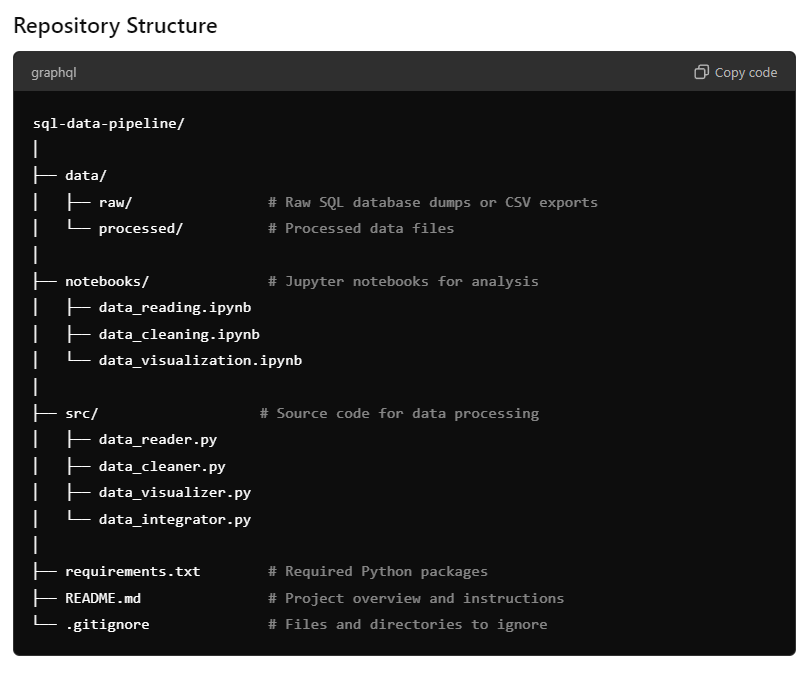 Repository Structure
graphql Copy code
sql-data-pipeline/
│
├── data/
│   ├── raw/                # Raw SQL database dumps or CSV exports
│   └── processed/          # Processed data files
│
├── notebooks/              # Jupyter notebooks for analysis
│   ├── data_reading.ipynb
│   ├── data_cleaning.ipynb
│   └── data_visualization.ipynb
│
├── src/                   # Source code for data processing
│   ├── data_reader.py
│   ├── data_cleaner.py
│   ├── data_visualizer.py
│   └── data_integrator.py
│
├── requirements.txt        # Required Python packages
├── README.md               # Project overview and instructions
└── .gitignore              # Files and directories to ignore